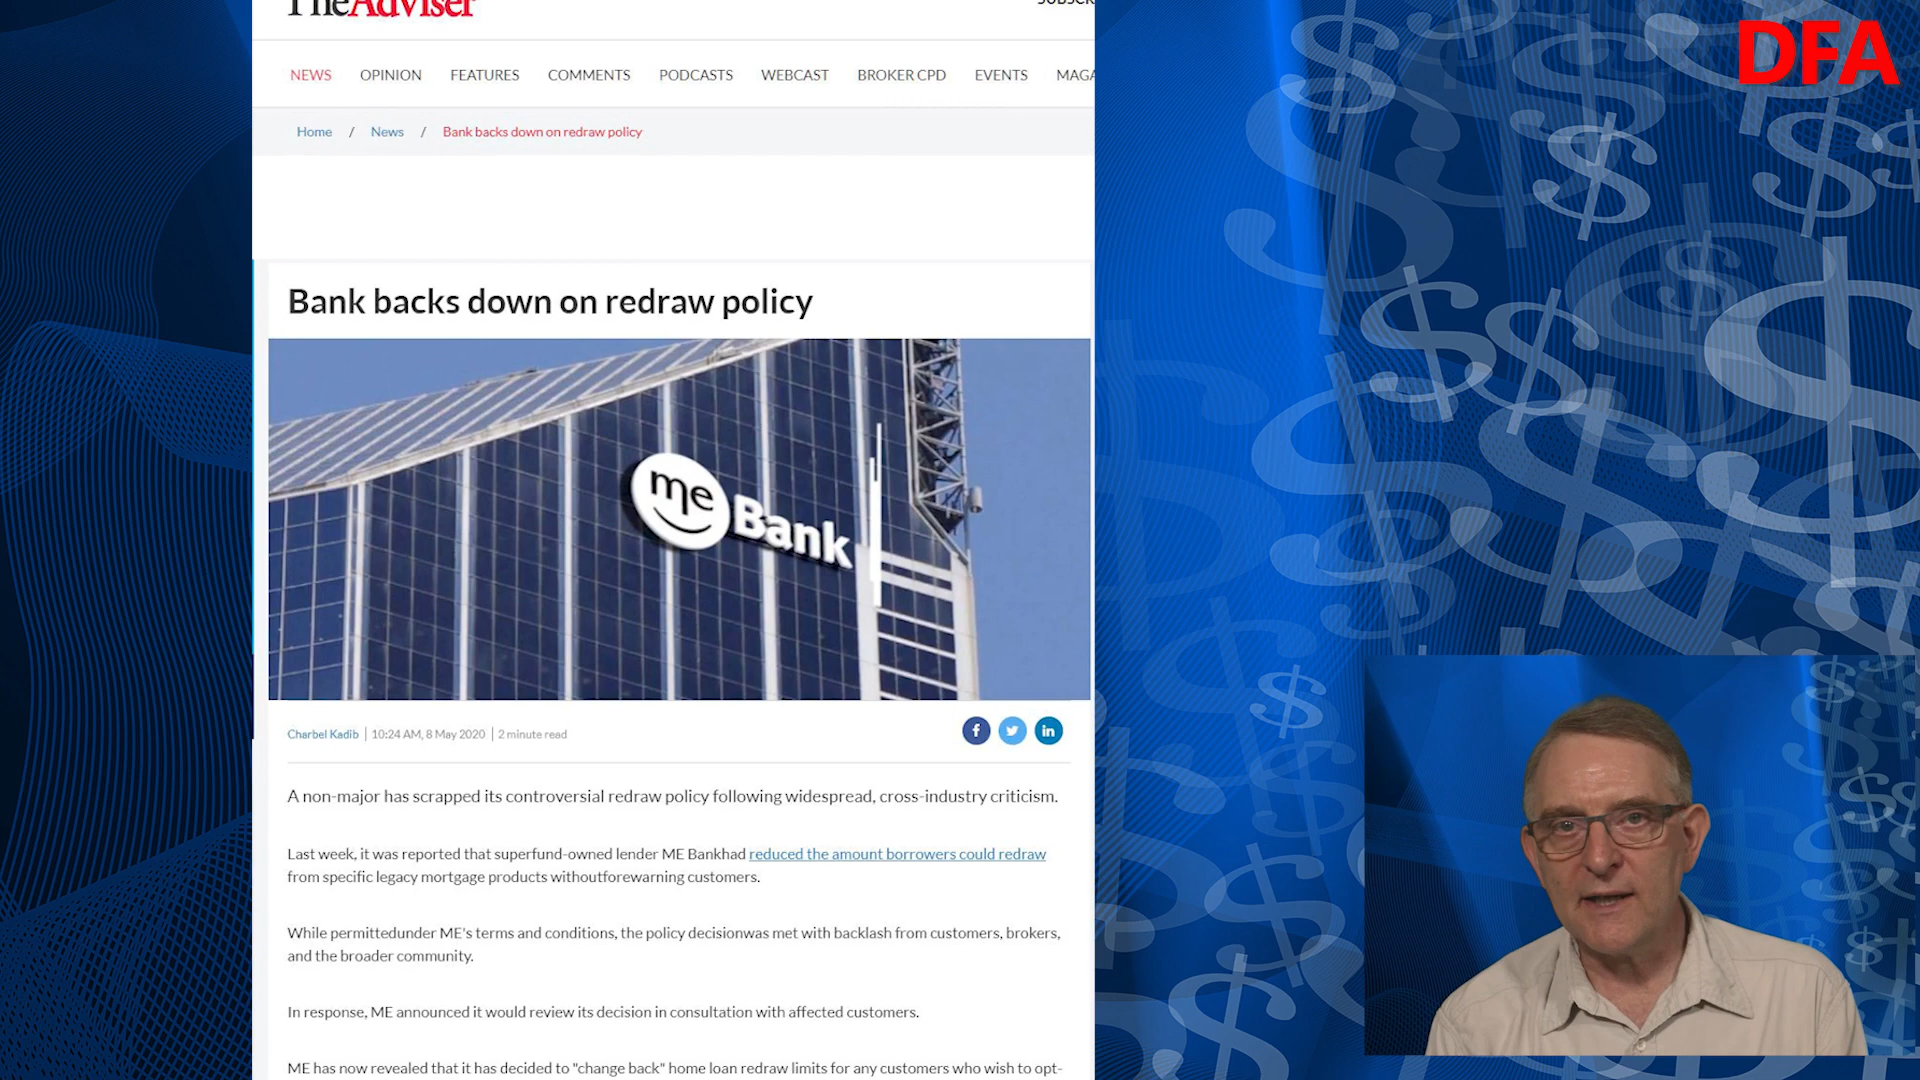 TheAdviser
DFA
NEWS OPINION FEATURES COMMENTS PODCASTS WEBCAST BROKER CPD EVENTS
Home / News / Bank backs down on redraw policy
Bank backs down on redraw policy
me Bank
Charbel Kadib | 10:24 AM, 8 May 2020 | 2 minute read
f in
A non-major has scrapped its controversial redraw policy following widespread, cross-industry criticism.
Last week, it was reported that superfund-owned lender ME Bankhad reduced the amount borrowers could redraw
from specific legacy mortgage products withoutforewarning customers.
While permittedunder ME's terms and conditions, the policy decisionwas met with backlash from customers, brokers,
and the broader community.
In response, ME announced it would review its decision in consultation with affected customers.
ME has now revealed that it has decided to "change back" home loan redraw limits for any customers who wish to opt-